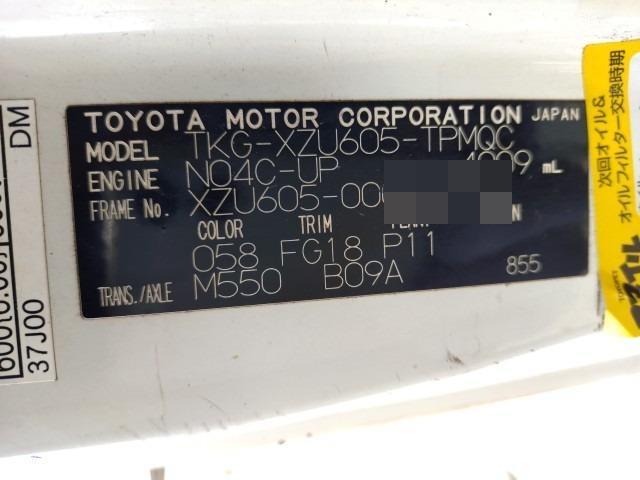 TOYOTA MOTOR CORPORATION JAPAN
MODEL TKG-XZU605-TPMQC
ENGINE N04C-UP 4009 mL
FRAME No. XZU605-00
COLOR TRIM
058 FG18 P11
TRANS./AXLE M550 B09A 855
DM
37J00
次回オイル&
オイルフィルター交換時期